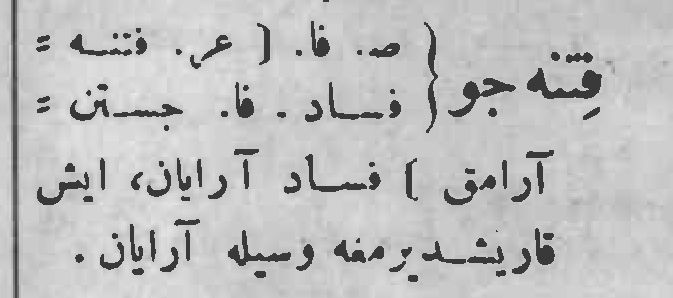 فِتنه جو { ص. فا. [ عر. فتنه =
فساد . فا. جستن =
آرامق ] فساد آرایان، ایش
قاریشدیرمغه وسیله آرایان .